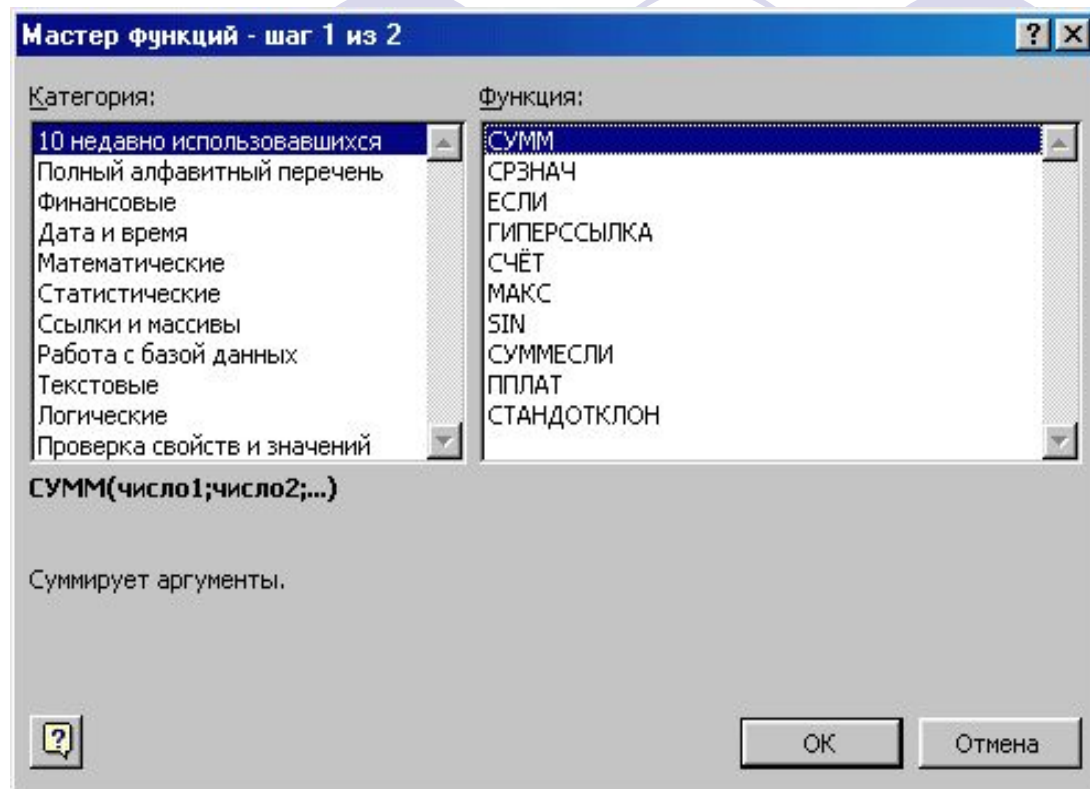 Мастер функций - шаг 1 из 2
Категория:
10 недавно использовавшихся
Полный алфавитный перечень
Финансовые
Дата и время
Математические
Статистические
Ссылки и массивы
Работа с базой данных
Текстовые
Логические
Проверка свойств и значений
Функция:
СУММ
СРЗНАЧ
ЕСЛИ
ГИПЕРССЫЛКА
СЧЁТ
МАКС
SIN
СУММЕСЛИ
ППЛАТ
СТАНДОТКЛОН
СУММ(число1;число2;...)
Суммирует аргументы.
ОК
Отмена